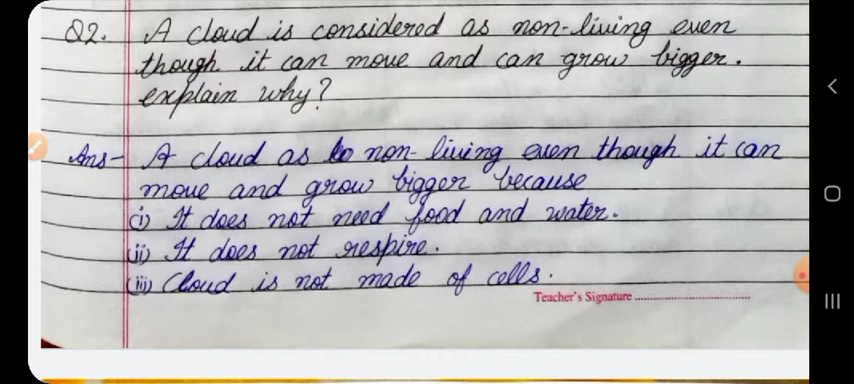 Q2. A cloud is considered as non-living even
though it can move and can grow bigger.
explain why?
Ans- A cloud as non-living even though it can
move and grow bigger because
(i) It does not need food and water.
(ii) It does not respire.
(iii) Cloud is not made of cells.
Teacher's Signature ....................................